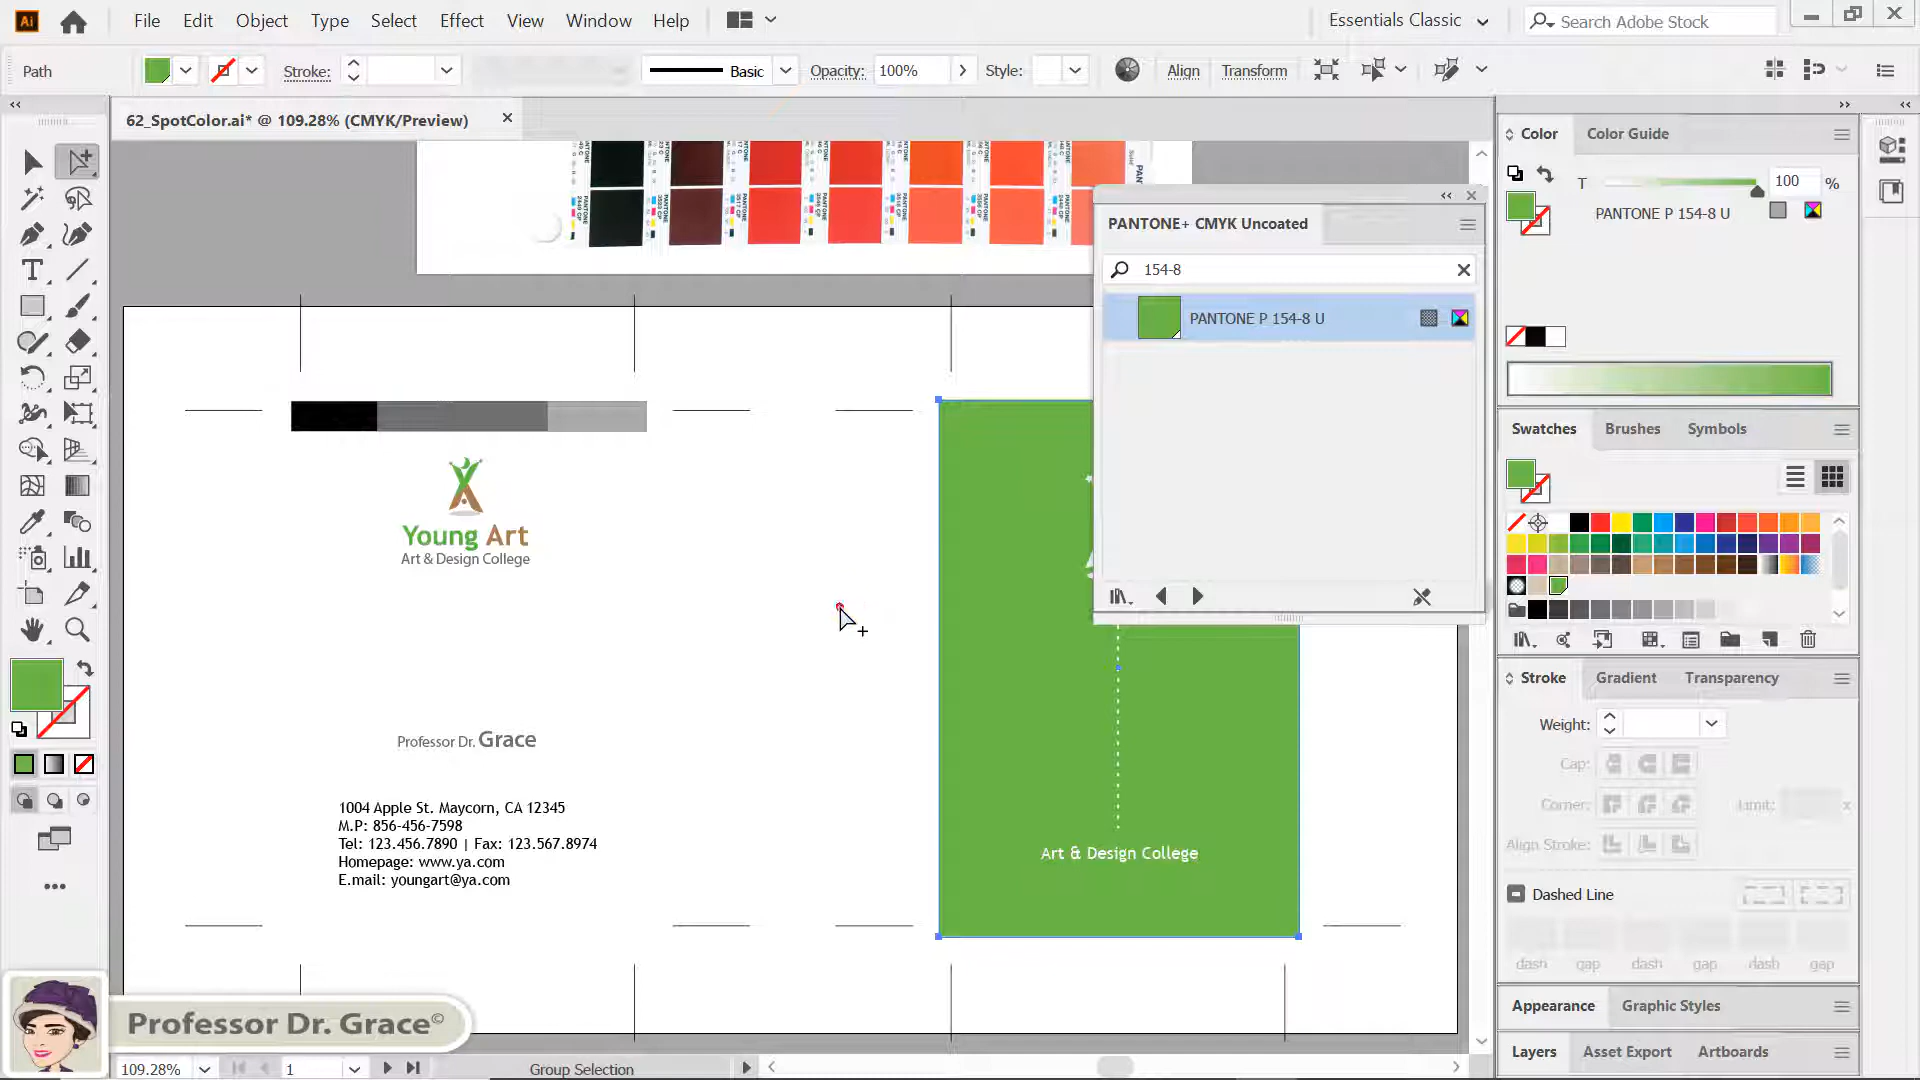 File Edit Object Type Select Effect View Window Help
Essentials Classic
Search Adobe Stock
Path
Stroke:
Basic
Opacity: 100%
Style:
Align Transform
62_SpotColor.ai* @ 109.28% (CMYK/Preview)
PANTONE+ CMYK Uncoated
154-8
PANTONE P 154-8 U
Young Art
Art & Design College
Professor Dr. Grace
1004 Apple St. Maycorn, CA 12345
M.P: 856-456-7598
Tel: 123.456.7890 | Fax: 123.567.8974
Homepage: www.ya.com
E.mail: youngart@ya.com
Art & Design College
Color Color Guide
T 100 %
PANTONE P 154-8 U
Swatches Brushes Symbols
Stroke Gradient Transparency
Weight:
Cap:
Corner: Limit: x
Align Stroke:
Dashed Line
dash gap dash gap dash gap
Appearance Graphic Styles
Layers Asset Export Artboards
Professor Dr. Grace©
109.28% 1 Group Selection